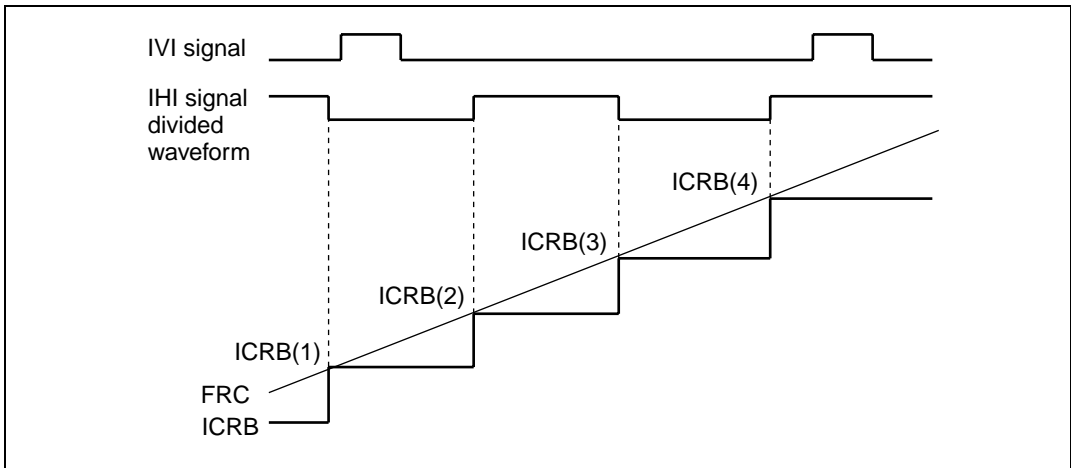 IVI signal
IHI signal
divided
waveform
ICRB(4)
ICRB(3)
ICRB(2)
ICRB(1)
FRC
ICRB